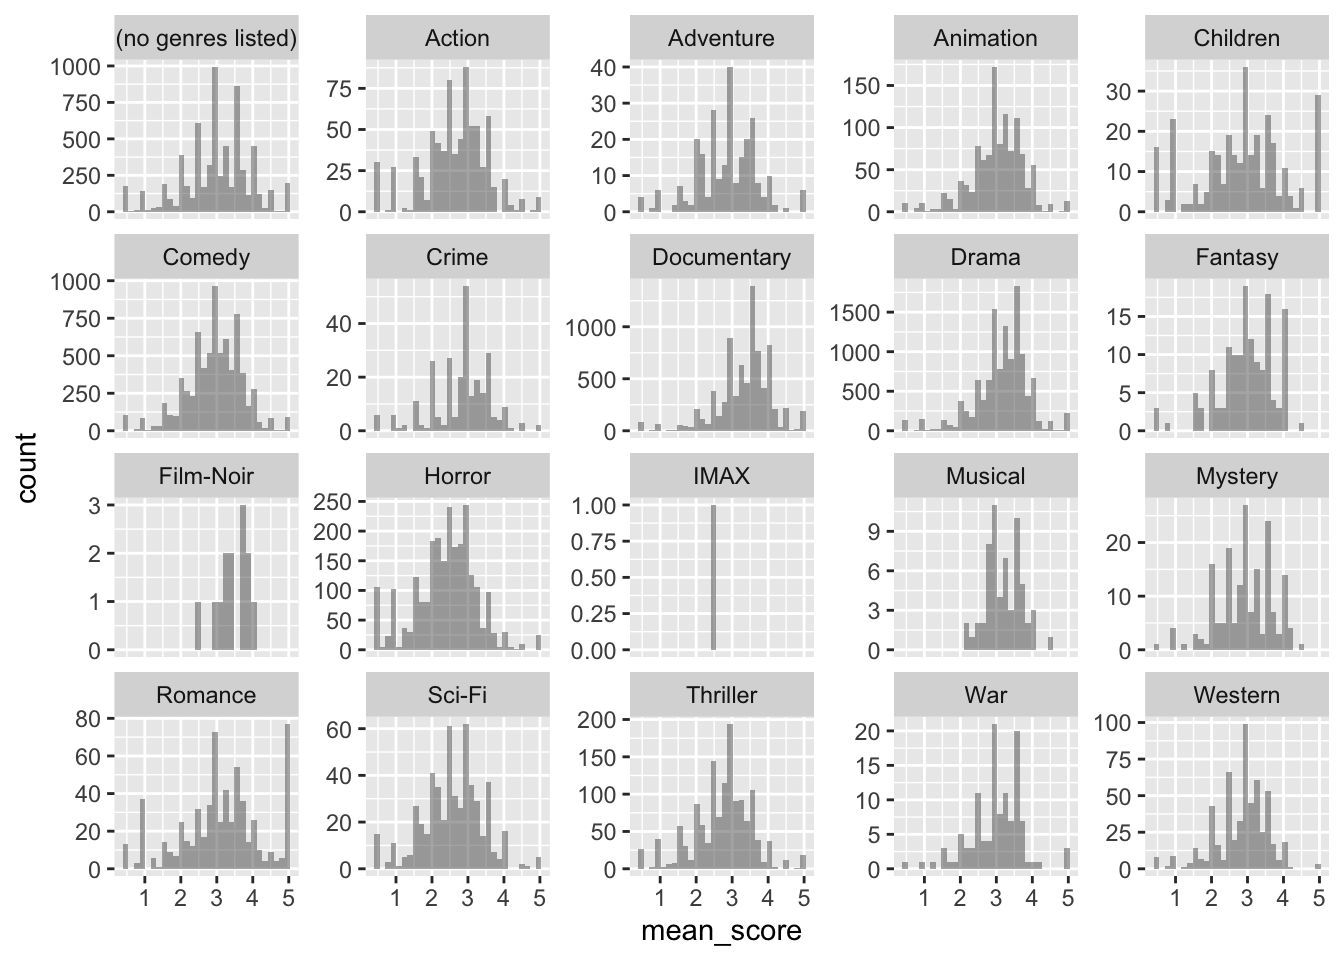 (no genres listed) Action Adventure Animation Children
1000 750 500 250 0
75 50 25 0
40 30 20 10 0
150 100 50 0
30 20 10 0
Comedy Crime Documentary Drama Fantasy
1000 750 500 250 0
40 20 0
1000 500 0
1500 1000 500 0
15 10 5 0
Film-Noir Horror IMAX Musical Mystery
3 2 1 0
250 200 150 100 50 0
1.00 0.75 0.50 0.25 0.00
9 6 3 0
20 10 0
Romance Sci-Fi Thriller War Western
80 60 40 20 0
60 40 20 0
200 150 100 50 0
20 15 10 5 0
100 75 50 25 0
1 2 3 4 5 1 2 3 4 5 1 2 3 4 5 1 2 3 4 5 1 2 3 4 5
mean_score
count